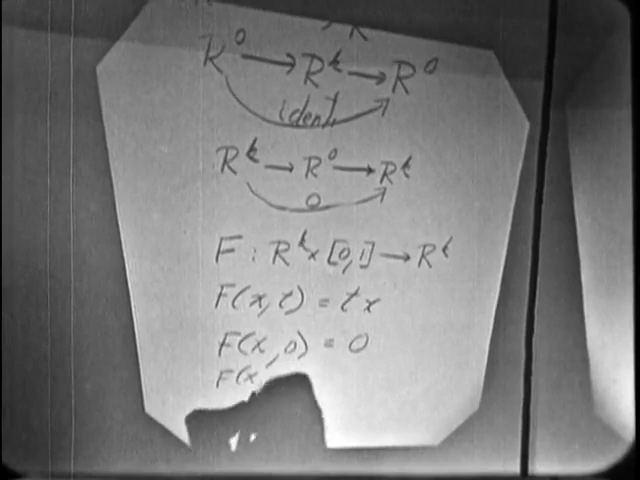 R⁰ → Rᵏ → R⁰
ident.
Rᵏ → R⁰ → Rᵏ
0
F : Rᵏ × [0,1] → Rᵏ
F(x,t) = tx
F(x,0) = 0
F(x,